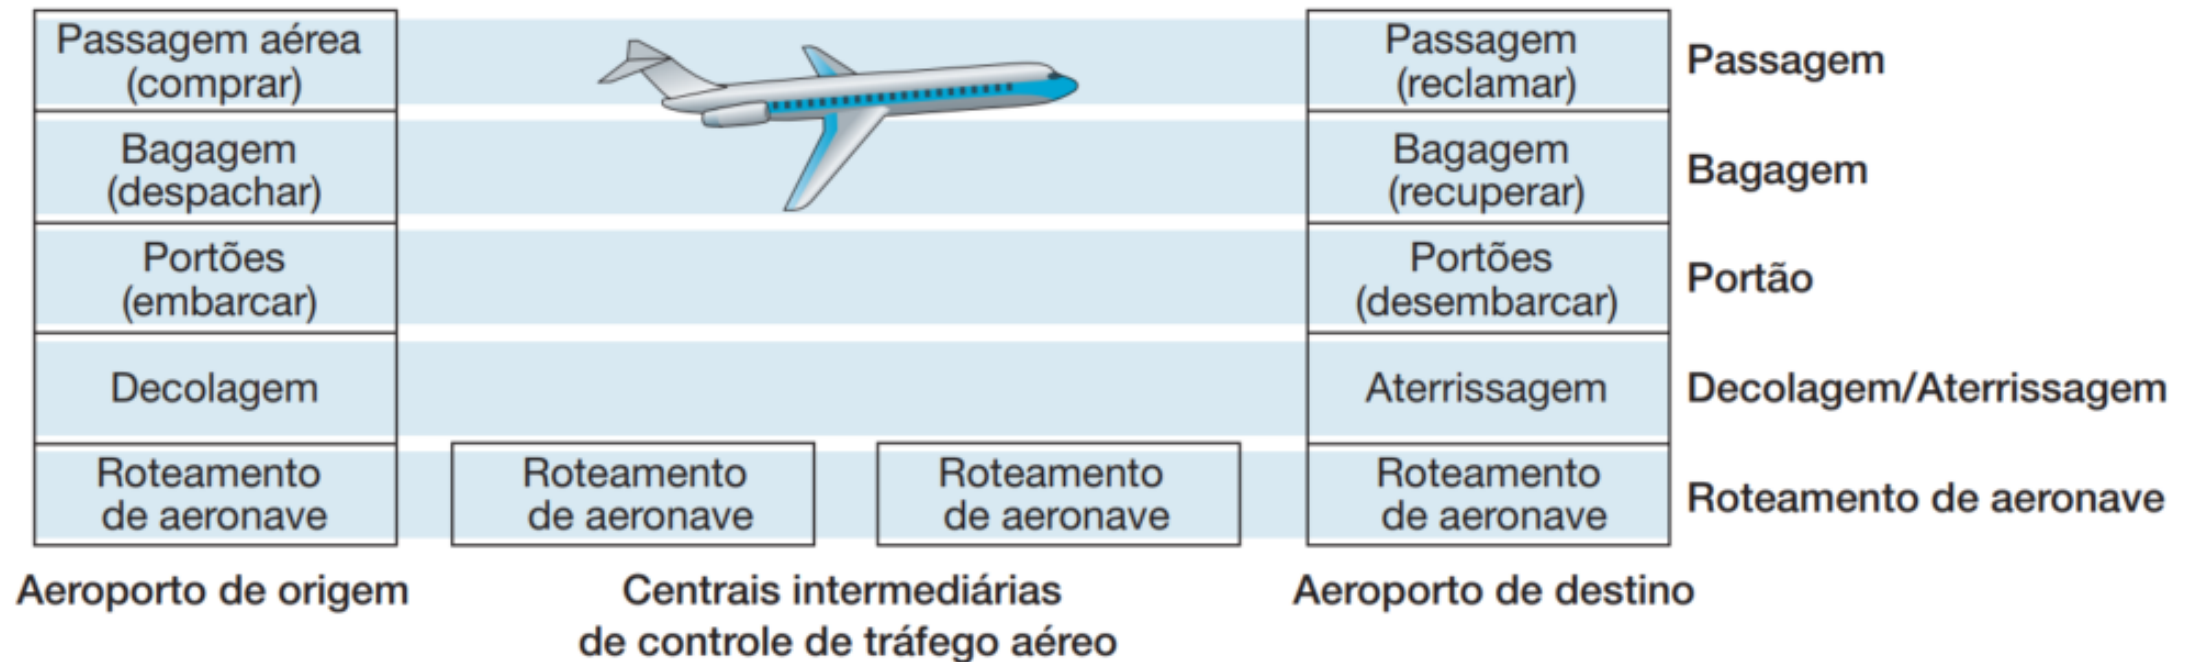 Passagem aérea
(comprar)
Passagem
(reclamar)
Passagem
Bagagem
(despachar)
Bagagem
(recuperar)
Bagagem
Portões
(embarcar)
Portões
(desembarcar)
Portão
Decolagem
Aterrissagem
Decolagem/Aterrissagem
Roteamento
de aeronave
Roteamento
de aeronave
Roteamento
de aeronave
Roteamento
de aeronave
Roteamento de aeronave
Aeroporto de origem
Centrais intermediárias
de controle de tráfego aéreo
Aeroporto de destino